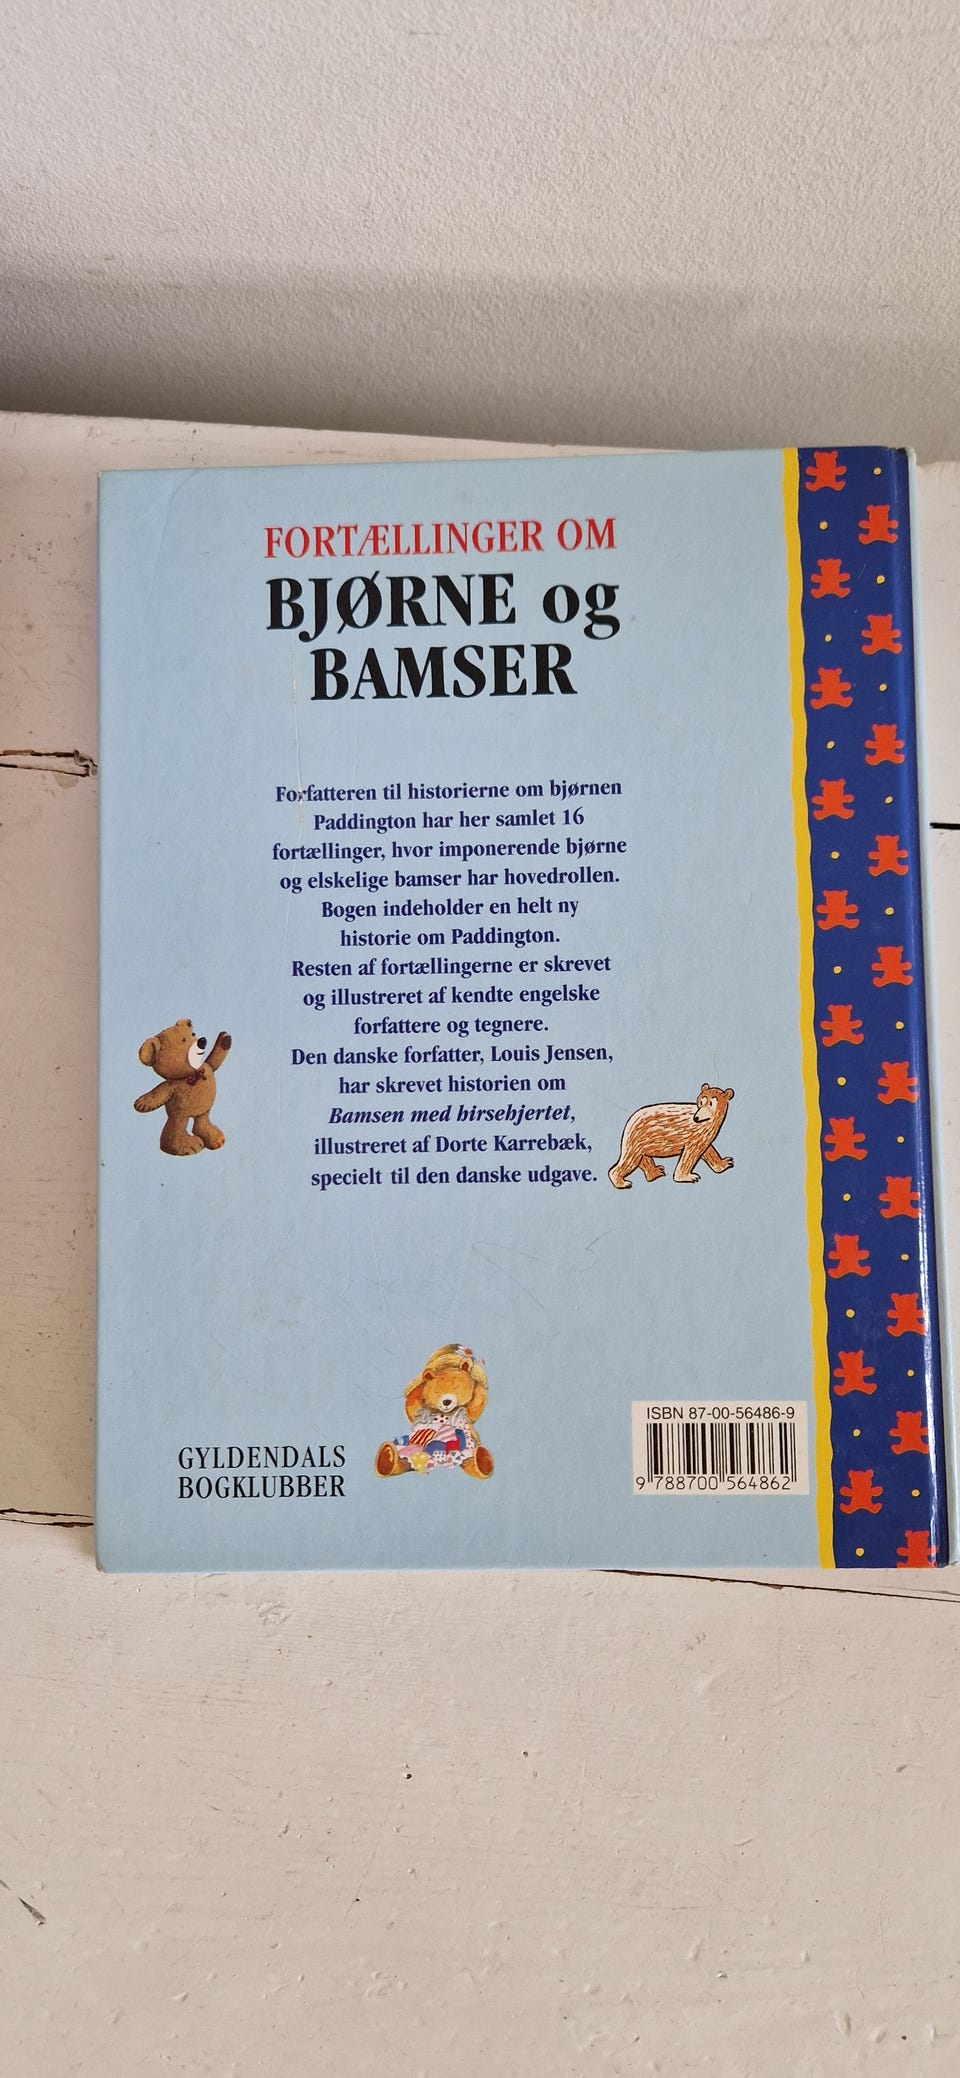 FORTÆLLINGER OM
BJØRNE og
BAMSER
Forfatteren til historierne om bjørnen
Paddington har her samlet 16
fortællinger, hvor imponerende bjørne
og elskelige bamser har hovedrollen.
Bogen indeholder en helt ny
historie om Paddington.
Resten af fortællingerne er skrevet
og illustreret af kendte engelske
forfattere og tegnere.
Den danske forfatter, Louis Jensen,
har skrevet historien om
Bamsen med hirsehjertet,
illustreret af Dorte Karrebæk,
specielt til den danske udgave.
GYLDENDALS
BOGKLUBBER
ISBN 87-00-56486-9
9 788700 564862